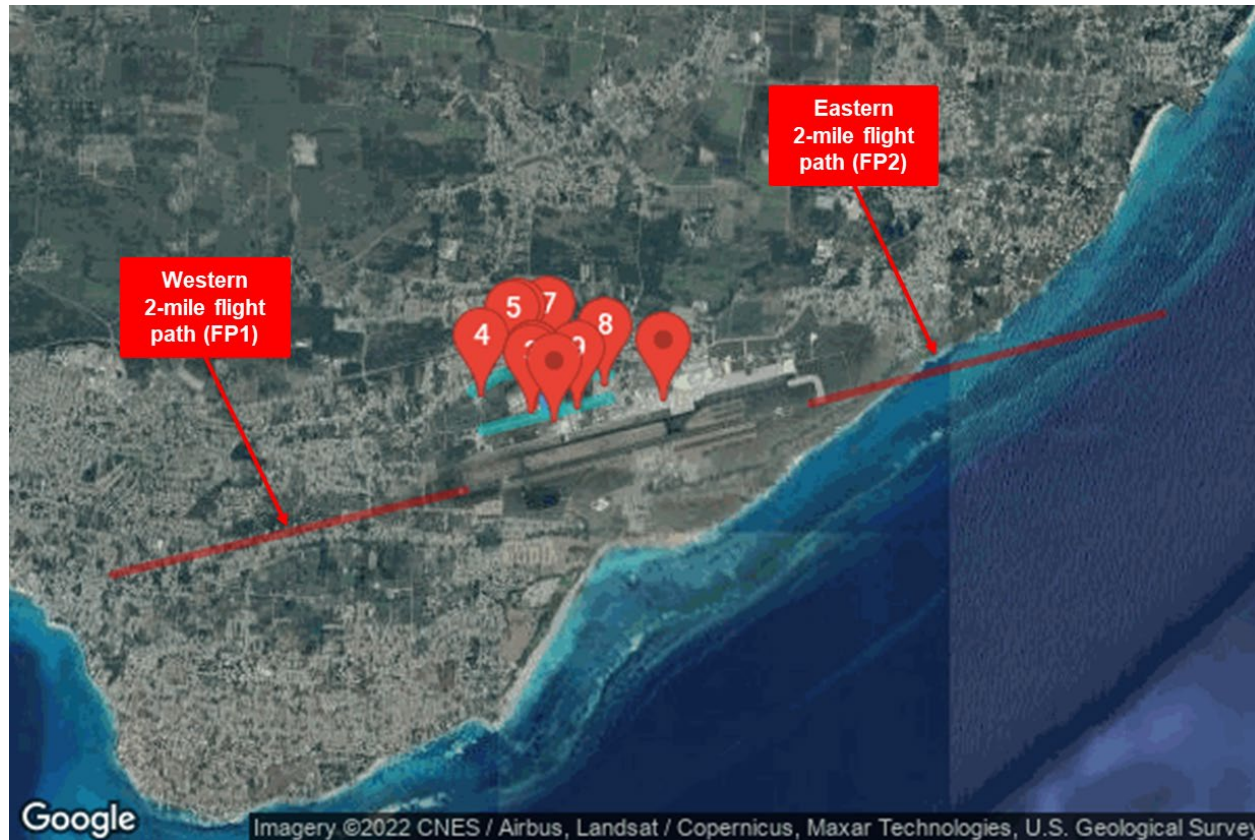 Eastern
2-mile flight
path (FP2)
Western
2-mile flight
path (FP1)
5
7
4
8
9
Google
Imagery ©2022 CNES / Airbus, Landsat / Copernicus, Maxar Technologies, U.S. Geological Survey